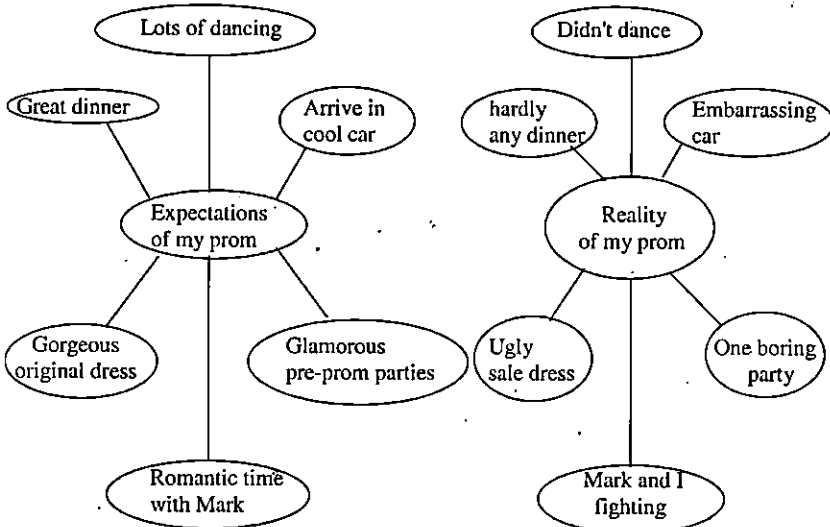 Lots of dancing
Great dinner
Arrive in
cool car
Expectations
of my prom
Gorgeous
original dress
Glamorous
pre-prom parties
Romantic time
with Mark
Didn't dance
hardly
any dinner
Embarrassing
car
Reality
of my prom
Ugly
sale dress
One boring
party
Mark and I
fighting